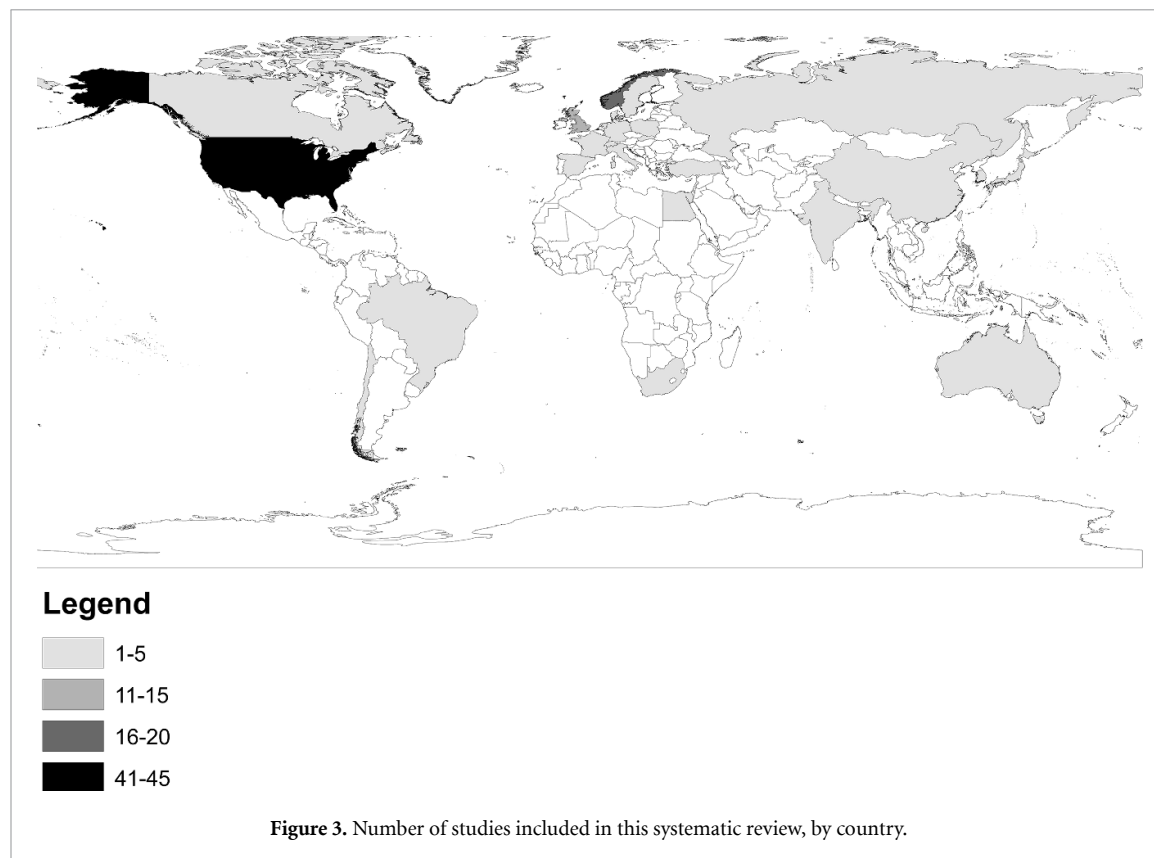 Legend
1-5
11-15
16-20
41-45
Figure 3. Number of studies included in this systematic review, by country.